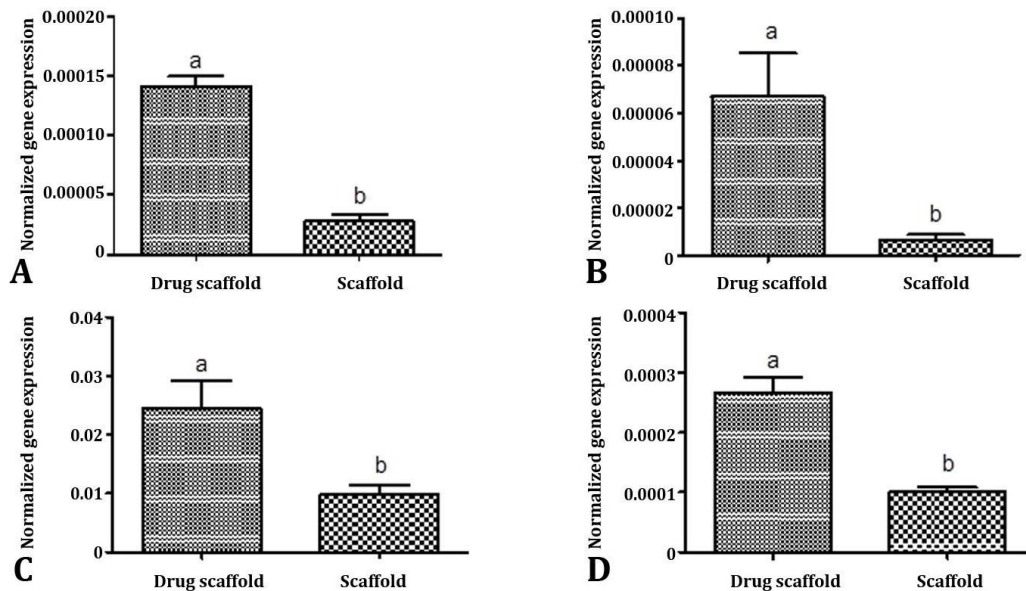 Normalized gene expression
0.00020
0.00015
0.00010
0.00005
0
a
b
Drug scaffold
Scaffold
A
Normalized gene expression
0.00010
0.00008
0.00006
0.00004
0.00002
0
a
b
Drug scaffold
Scaffold
B
Normalized gene expression
0.04
0.03
0.02
0.01
0
a
b
Drug scaffold
Scaffold
C
Normalized gene expression
0.0004
0.0003
0.0002
0.0001
0
a
b
Drug scaffold
Scaffold
D